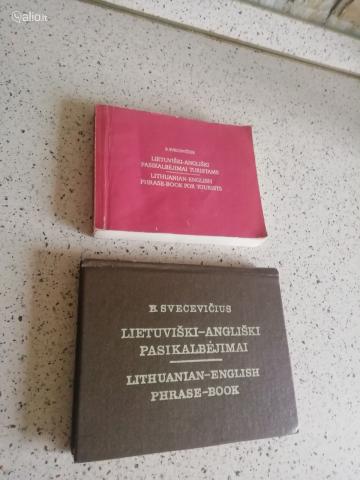 alio.lt
B. SVECEVIČIUS
LIETUVIŠKI-ANGLIŠKI
PASIKALBĖJIMAI TURISTAMS
LITHUANIAN-ENGLISH
PHRASE-BOOK FOR TOURISTS
B. SVECEVIČIUS
LIETUVIŠKI-ANGLIŠKI
PASIKALBĖJIMAI
LITHUANIAN-ENGLISH
PHRASE-BOOK